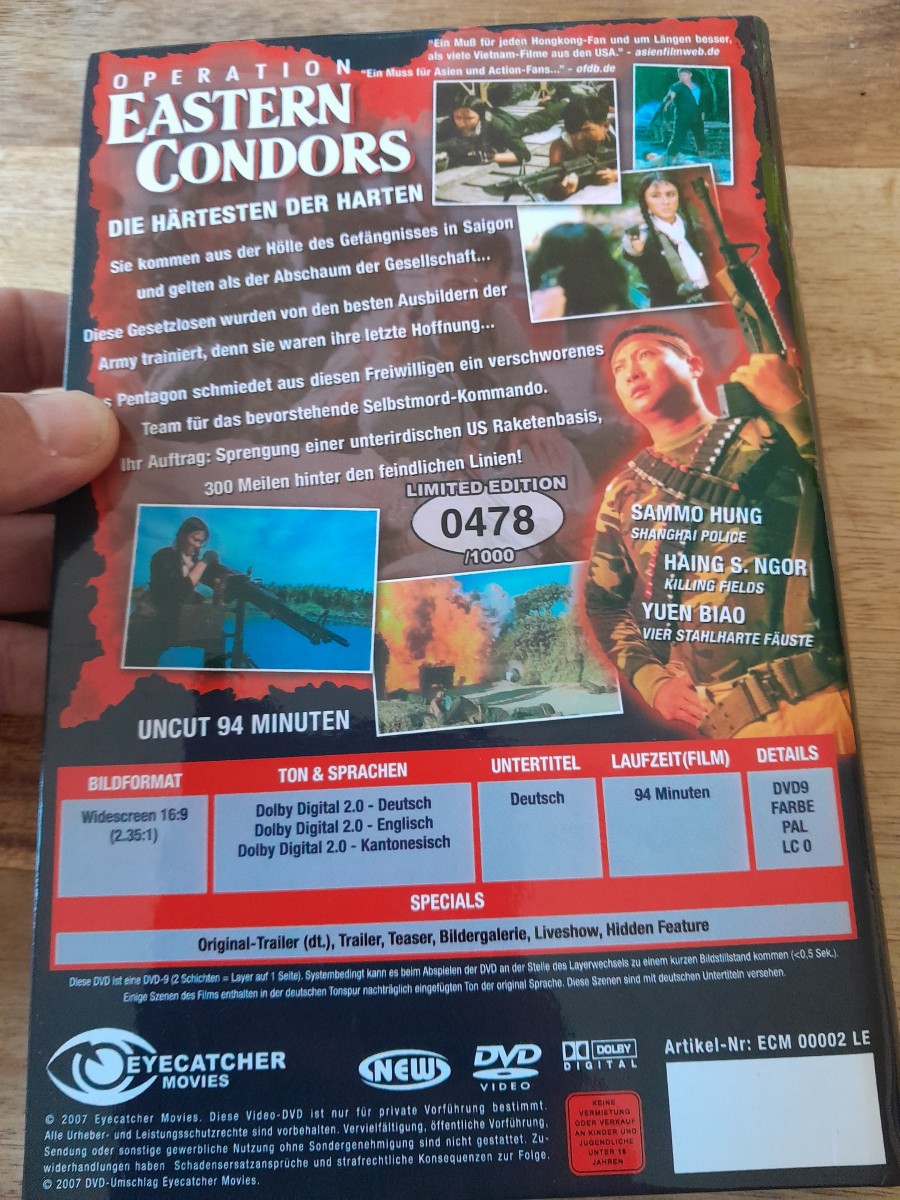 "Ein Muß für jeden Hongkong-Fan und um Längen besser,
als viele Vietnam-Filme aus den USA." - asienfilmweb.de
"Ein Muss für Asien und Action-Fans..." - ofdb.de
OPERATION
EASTERN
CONDORS
DIE HÄRTESTEN DER HARTEN
Sie kommen aus der Hölle des Gefängnisses in Saigon
und gelten als der Abschaum der Gesellschaft...
Diese Gesetzlosen wurden von den besten Ausbildern der
Army trainiert, denn sie waren ihre letzte Hoffnung...
s Pentagon schmiedet aus diesen Freiwilligen ein verschworenes
Team für das bevorstehende Selbstmord-Kommando.
Ihr Auftrag: Sprengung einer unterirdischen US Raketenbasis,
300 Meilen hinter den feindlichen Linien!
LIMITED EDITION
0478
/1000
SAMMO HUNG
SHANGHAI POLICE
HAING S. NGOR
KILLING FIELDS
YUEN BIAO
VIER STAHLHARTE FÄUSTE
UNCUT 94 MINUTEN
BILDFORMAT
Widescreen 16:9
(2.35:1)
TON & SPRACHEN
Dolby Digital 2.0 - Deutsch
Dolby Digital 2.0 - Englisch
Dolby Digital 2.0 - Kantonesisch
UNTERTITEL
Deutsch
LAUFZEIT(FILM)
94 Minuten
DETAILS
DVD9
FARBE
PAL
LC 0
SPECIALS
Original-Trailer (dt.), Trailer, Teaser, Bildergalerie, Liveshow, Hidden Feature
Diese DVD ist eine DVD-9 (2 Schichten = Layer auf 1 Seite). Systembedingt kann es beim Abspielen der DVD an der Stelle des Layerwechsels zu einem kurzen Bildstillstand kommen (<0,5 Sek.).
Einige Szenen des Films enthalten in der deutschen Tonspur nachträglich eingefügten Ton der original Sprache. Diese Szenen sind mit deutschen Untertiteln versehen.
EYECATCHER
MOVIES
NEW
DVD
VIDEO
DOLBY
DIGITAL
Artikel-Nr: ECM 00002 LE
© 2007 Eyecatcher Movies. Diese Video-DVD ist nur für private Vorführung bestimmt.
Alle Urheber- und Leistungsschutzrechte sind vorbehalten. Vervielfältigung, öffentliche Vorführung,
Sendung oder sonstige gewerbliche Nutzung ohne Sondergenehmigung sind nicht gestattet. Zu-
widerhandlungen haben Schadensersatzansprüche und strafrechtliche Konsequenzen zur Folge.
© 2007 DVD-Umschlag Eyecatcher Movies.
KEINE
VERMIETUNG
ODER VERKAUF
AN KINDER UND
JUGENDLICHE
UNTER 18
JAHREN